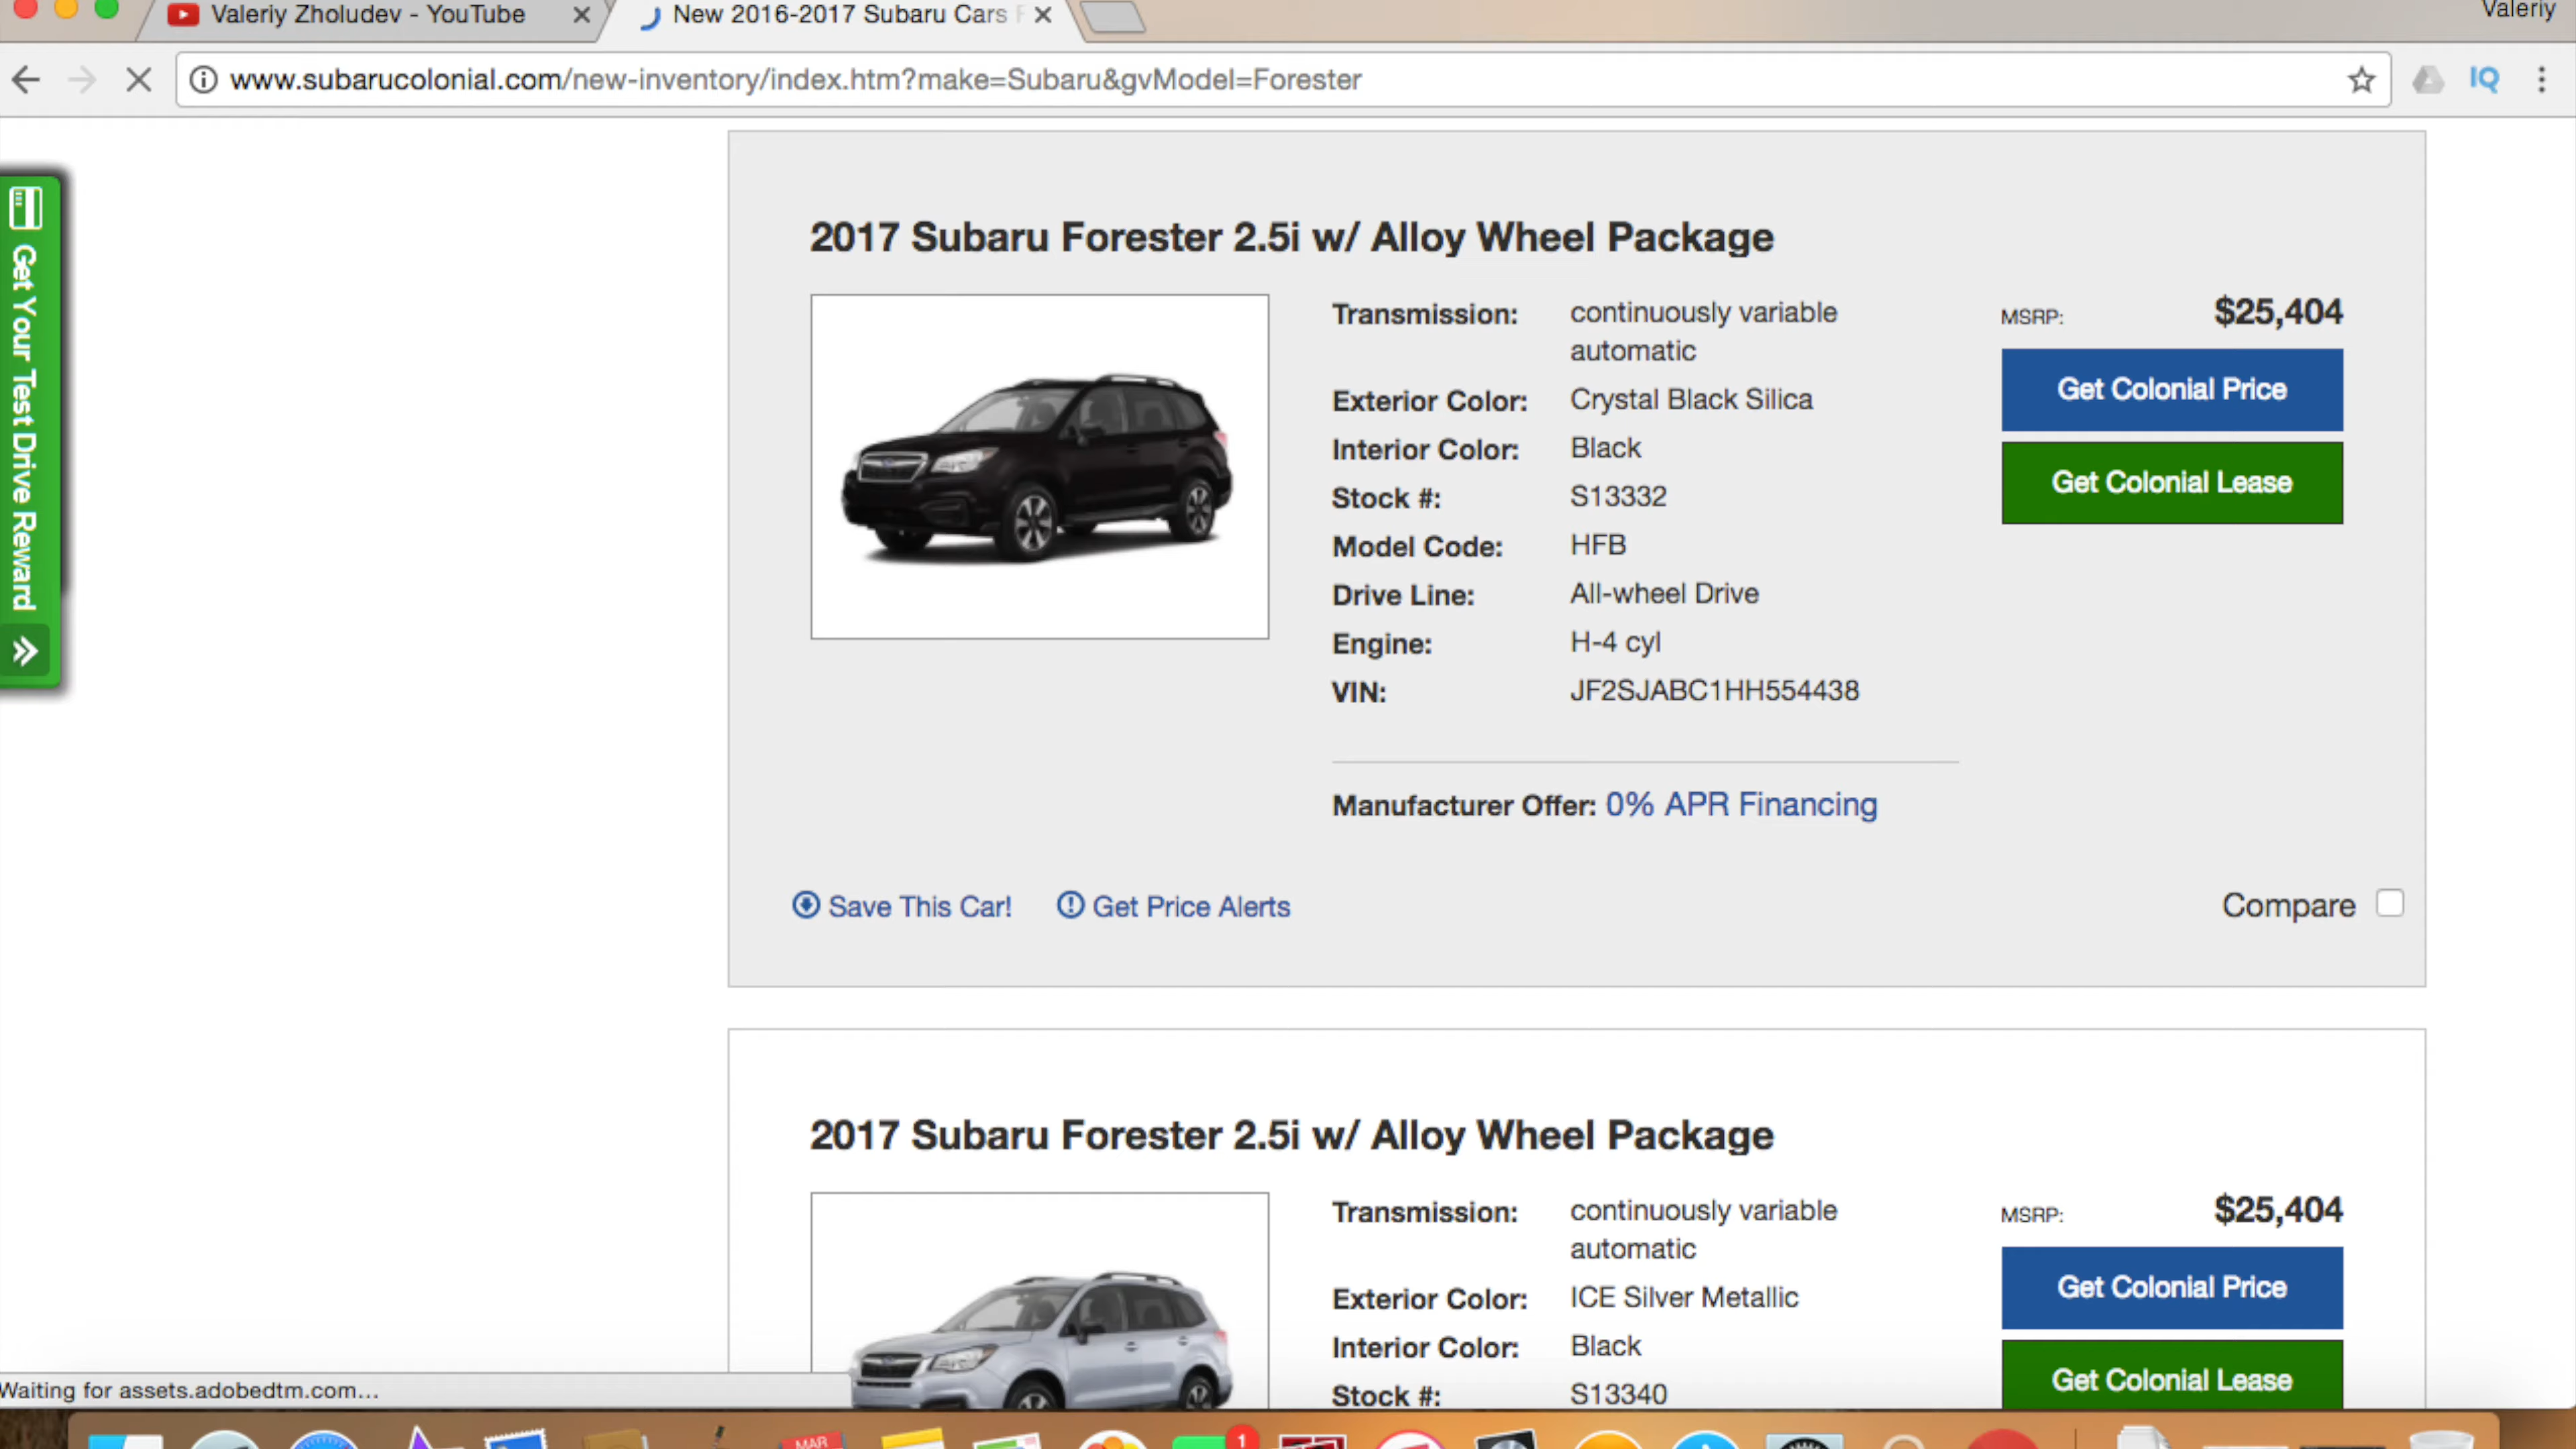 Valeriy Zholudev - YouTube
New 2016-2017 Subaru Cars
Valeriy
www.subarucolonial.com/new-inventory/index.htm?make=Subaru&gvModel=Forester
IQ
Get Your Test Drive Reward
2017 Subaru Forester 2.5i w/ Alloy Wheel Package
Transmission: continuously variable
automatic
Exterior Color: Crystal Black Silica
Interior Color: Black
Stock #: S13332
Model Code: HFB
Drive Line: All-wheel Drive
Engine: H-4 cyl
VIN: JF2SJABC1HH554438
MSRP: $25,404
Get Colonial Price
Get Colonial Lease
Manufacturer Offer: 0% APR Financing
Save This Car! Get Price Alerts
Compare
2017 Subaru Forester 2.5i w/ Alloy Wheel Package
Transmission: continuously variable
automatic
Exterior Color: ICE Silver Metallic
Interior Color: Black
Stock #: S13340
MSRP: $25,404
Get Colonial Price
Get Colonial Lease
Waiting for assets.adobedtm.com...
MAR
1